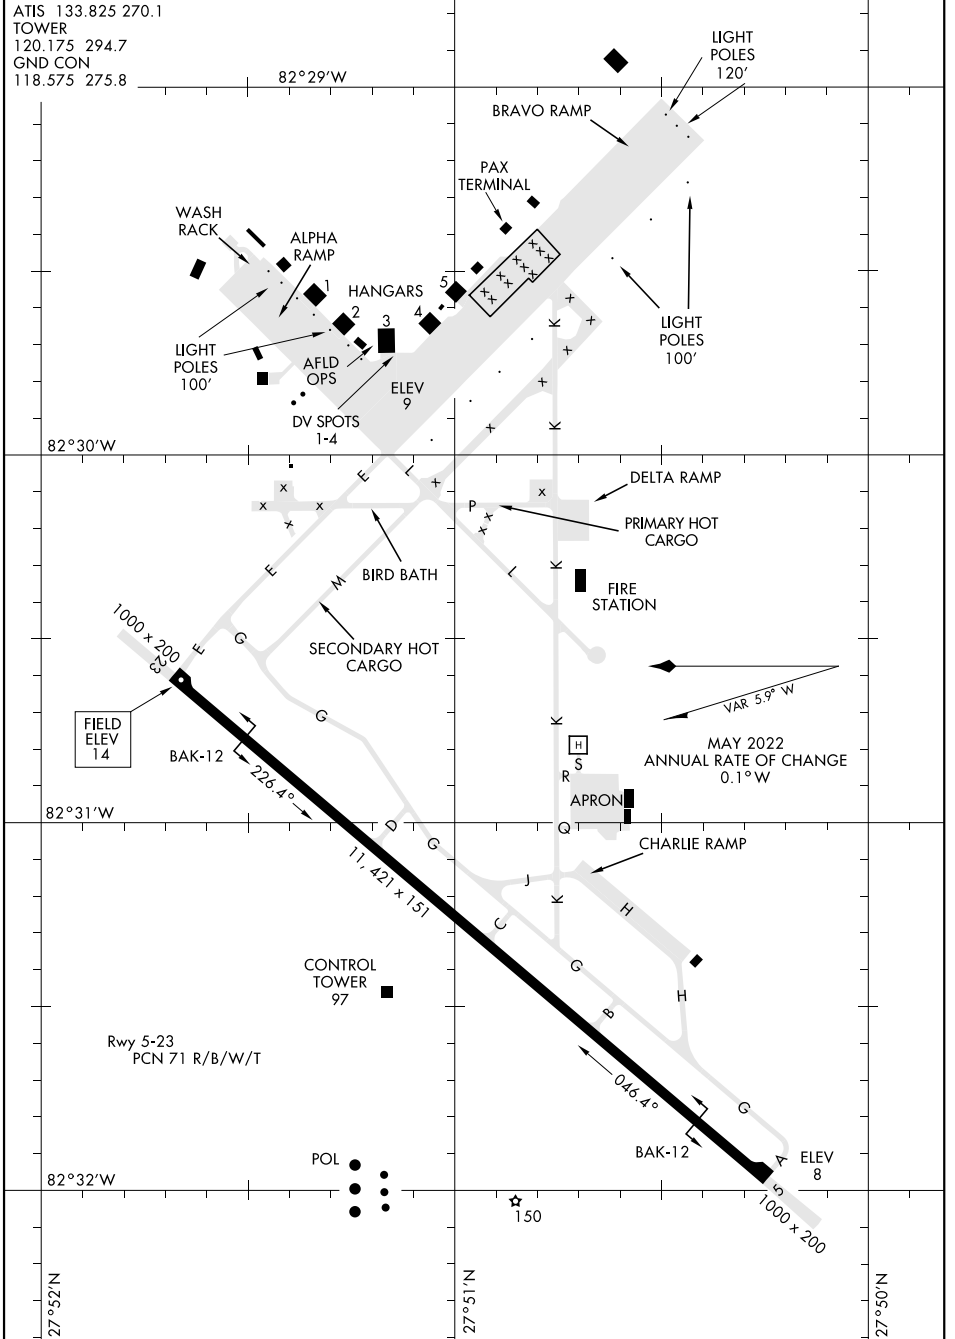 ATIS 133.825 270.1
TOWER
120.175 294.7
GND CON
118.575 275.8
82°29'W
LIGHT
POLES
120'
BRAVO RAMP
PAX
TERMINAL
WASH
RACK
ALPHA
RAMP
HANGARS
1
2
3
4
5
LIGHT
POLES
100'
AFLD
OPS
ELEV
9
DV SPOTS
1-4
LIGHT
POLES
100'
K
X
X
X
X
X
X
X
X
X
X
X
X
X
X
K
X
82°30'W
E
L
X
X
X
X
X
P
X
X
X
DELTA RAMP
PRIMARY HOT
CARGO
BIRD BATH
E
M
L
K
FIRE
STATION
1000 x 200
23
E
G
SECONDARY HOT
CARGO
VAR 5.9° W
FIELD
ELEV
14
G
K
BAK-12
226.4°
H
S
R
MAY 2022
ANNUAL RATE OF CHANGE
0.1° W
APRON
82°31'W
D
G
Q
CHARLIE RAMP
11, 421 x 151
J
K
H
C
G
CONTROL
TOWER
97
H
B
Rwy 5-23
PCN 71 R/B/W/T
046.4°
G
BAK-12
A
ELEV
8
POL
82°32'W
5
1000 x 200
150
27°52'N
27°51'N
27°50'N